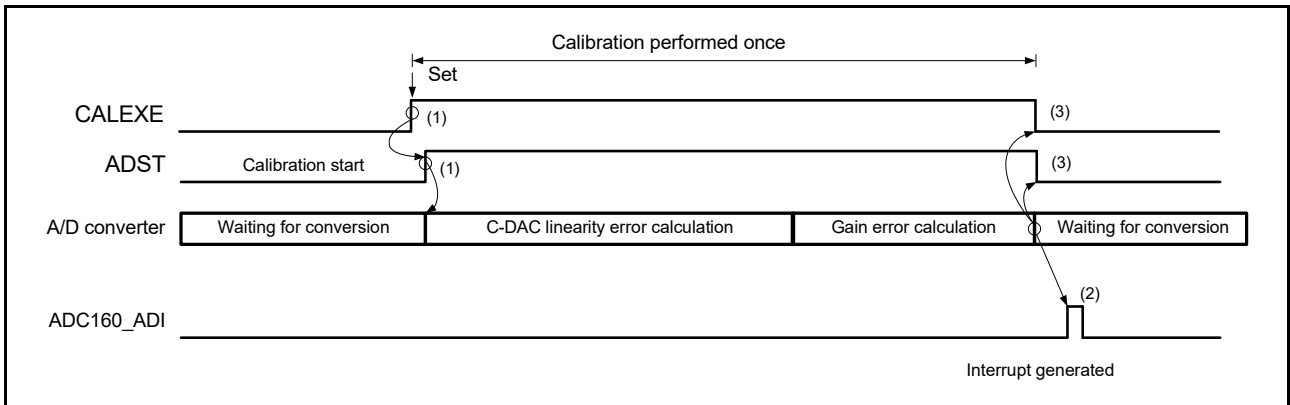 Calibration performed once
Set
CALEXE
(1)
(3)
ADST
Calibration start
(1)
(3)
A/D converter
Waiting for conversion
C-DAC linearity error calculation
Gain error calculation
Waiting for conversion
ADC160_ADI
(2)
Interrupt generated